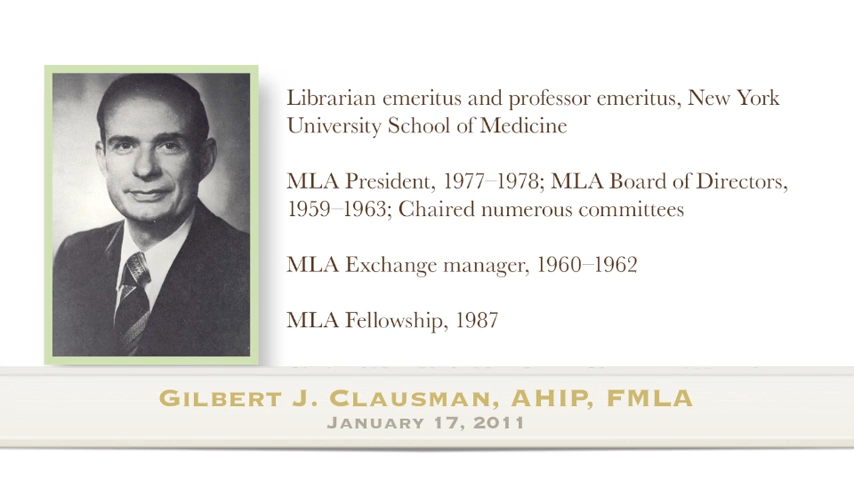 Librarian emeritus and professor emeritus, New York
University School of Medicine
MLA President, 1977–1978; MLA Board of Directors,
1959–1963; Chaired numerous committees
MLA Exchange manager, 1960–1962
MLA Fellowship, 1987
Gilbert J. Clausman, AHIP, FMLA
January 17, 2011